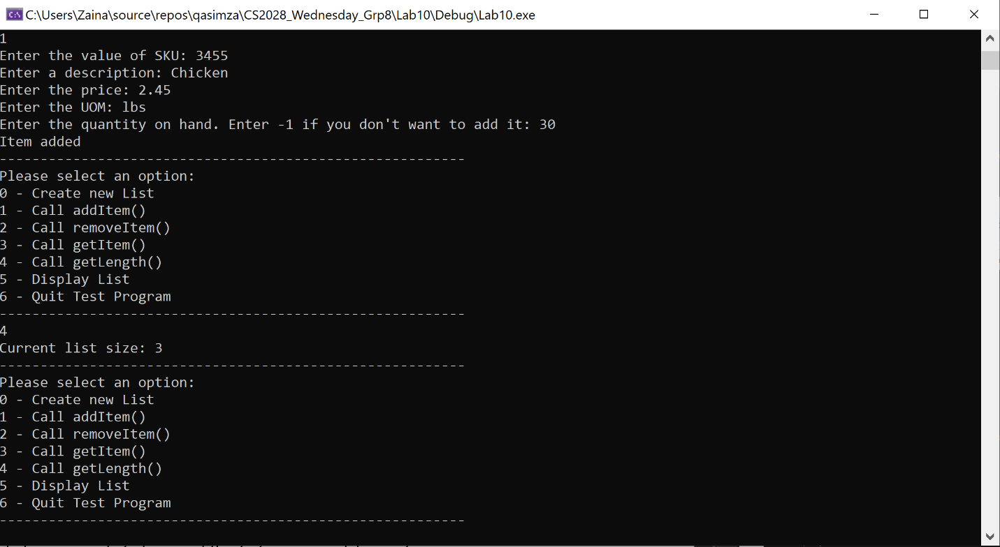 C:\Users\Zaina\source\repos\qasimza\CS2028_Wednesday_Grp8\Lab10\Debug\Lab10.exe
1
Enter the value of SKU: 3455
Enter a description: Chicken
Enter the price: 2.45
Enter the UOM: lbs
Enter the quantity on hand. Enter -1 if you don't want to add it: 30
Item added
---------------------------------------------------------
Please select an option:
0 - Create new List
1 - Call addItem()
2 - Call removeItem()
3 - Call getItem()
4 - Call getLength()
5 - Display List
6 - Quit Test Program
---------------------------------------------------------
4
Current list size: 3
---------------------------------------------------------
Please select an option:
0 - Create new List
1 - Call addItem()
2 - Call removeItem()
3 - Call getItem()
4 - Call getLength()
5 - Display List
6 - Quit Test Program
---------------------------------------------------------